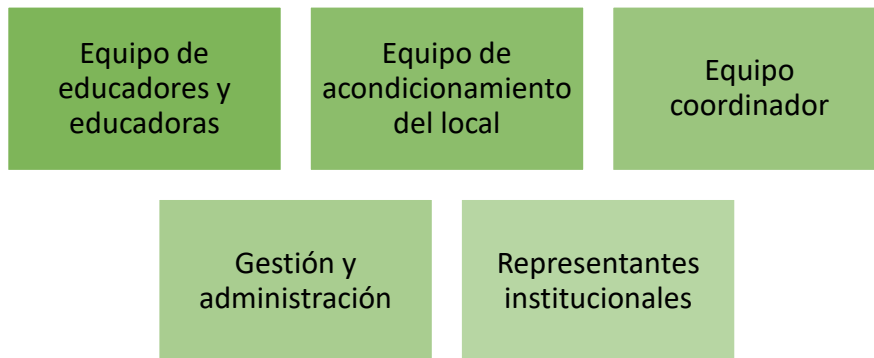 Equipo de
educadores y
educadoras
Equipo de
acondicionamiento
del local
Equipo
coordinador
Gestión y
administración
Representantes
institucionales